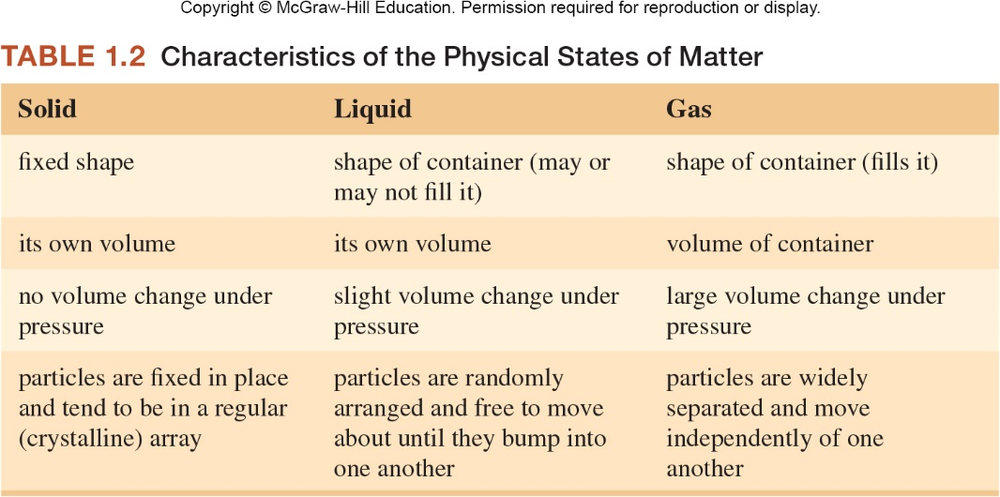 Copyright © McGraw-Hill Education. Permission required for reproduction or display.
TABLE 1.2 Characteristics of the Physical States of Matter
Solid Liquid Gas
fixed shape
shape of container (may or
may not fill it)
shape of container (fills it)
its own volume
its own volume
volume of container
no volume change under
pressure
slight volume change under
pressure
large volume change under
pressure
particles are fixed in place
and tend to be in a regular
(crystalline) array
particles are randomly
arranged and free to move
about until they bump into
one another
particles are widely
separated and move
independently of one
another